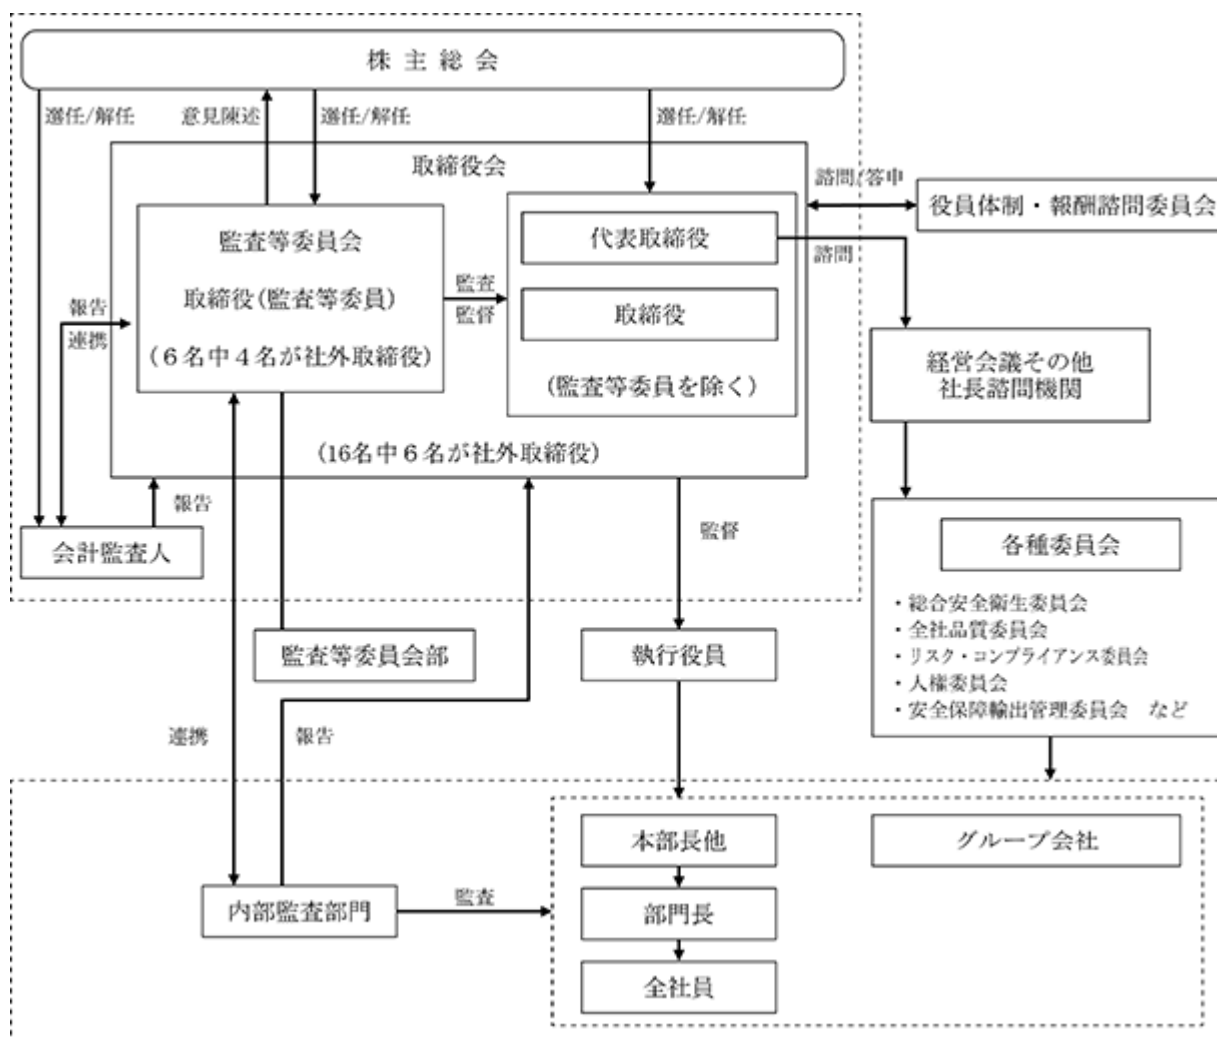 株 主 総 会
選任/解任
意見陳述
選任/解任
選任/解任
取締役会
諮問/答申
役員体制・報酬諮問委員会
監査等委員会
取締役(監査等委員)
(６名中４名が社外取締役)
監査
監督
代表取締役
取締役
(監査等委員を除く)
諮問
報告
連携
経営会議その他
社長諮問機関
(16名中６名が社外取締役)
報告
会計監査人
監督
各種委員会
・総合安全衛生委員会
・全社品質委員会
・リスク・コンプライアンス委員会
・人権委員会
・安全保障輸出管理委員会　など
監査等委員会部
執行役員
連携
報告
本部長他
グループ会社
内部監査部門
監査
部門長
全社員